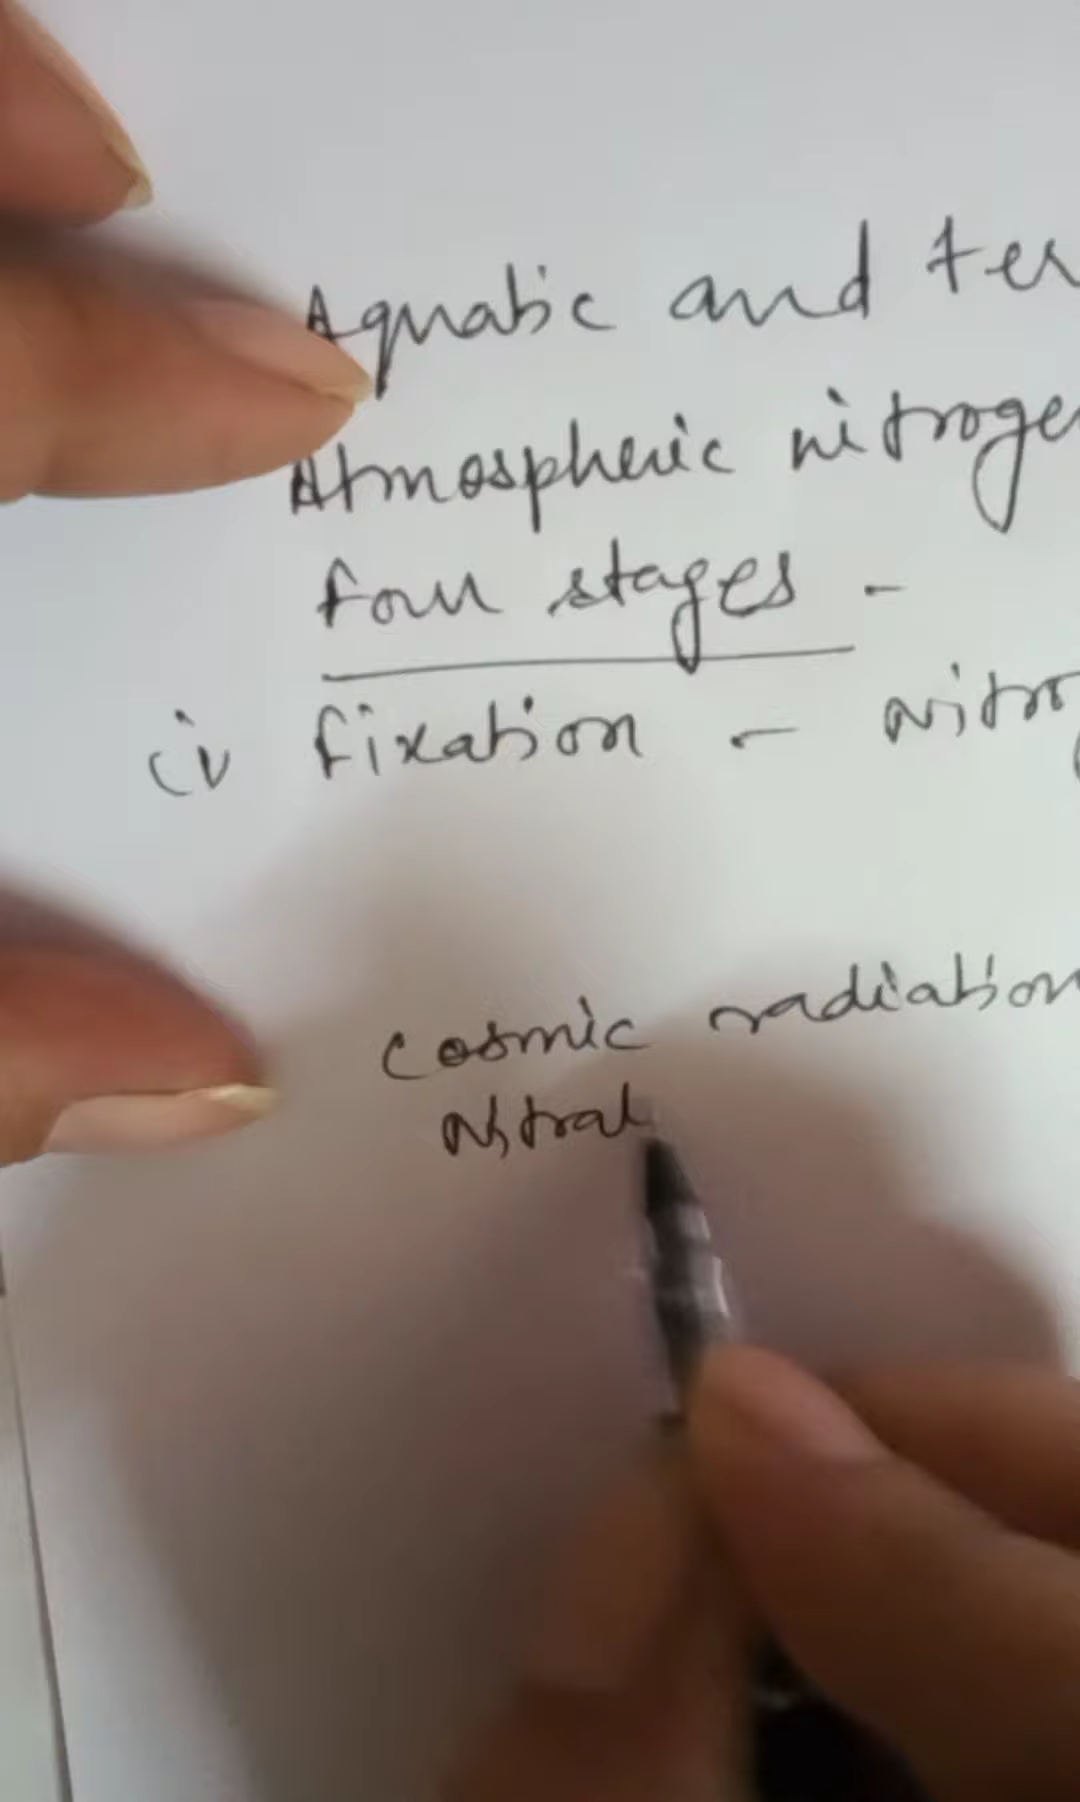 Aquatic and ter
Atmospheric nitroge
four stages -
(i) fixation - nitro
cosmic radiation
Nitrat